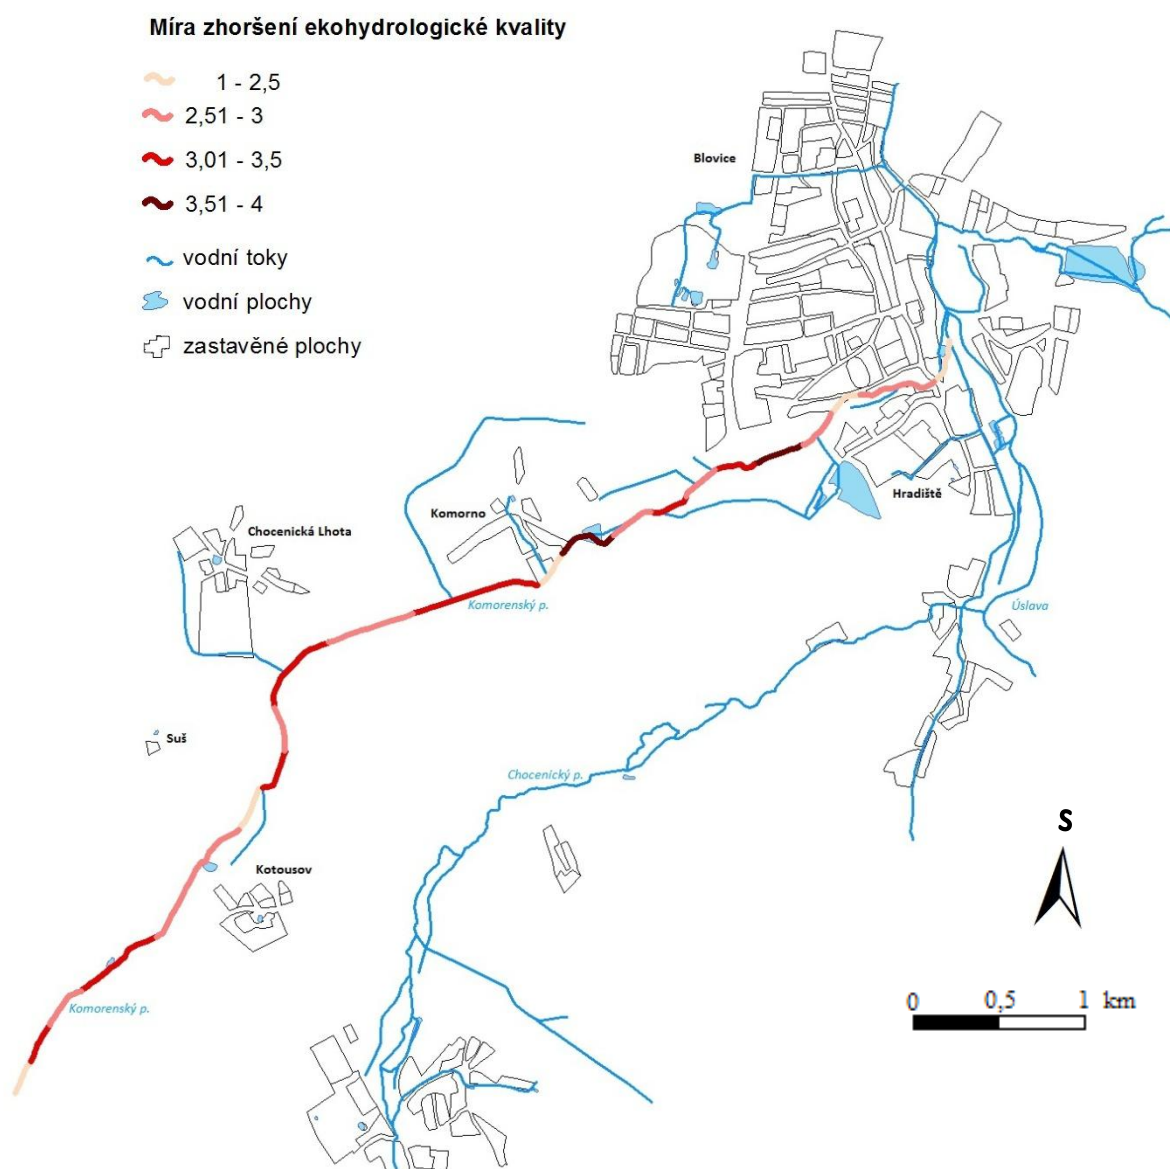 Míra zhoršení ekohydrologické kvality
1 - 2,5
2,51 - 3
3,01 - 3,5
3,51 - 4
vodní toky
vodní plochy
zastavěné plochy
Blovice
Hradiště
Komorno
Chocenická Lhota
Komorenský p.
Úslava
Suš
Chocenický p.
Kotousov
Komorenský p.
S
0 0,5 1 km